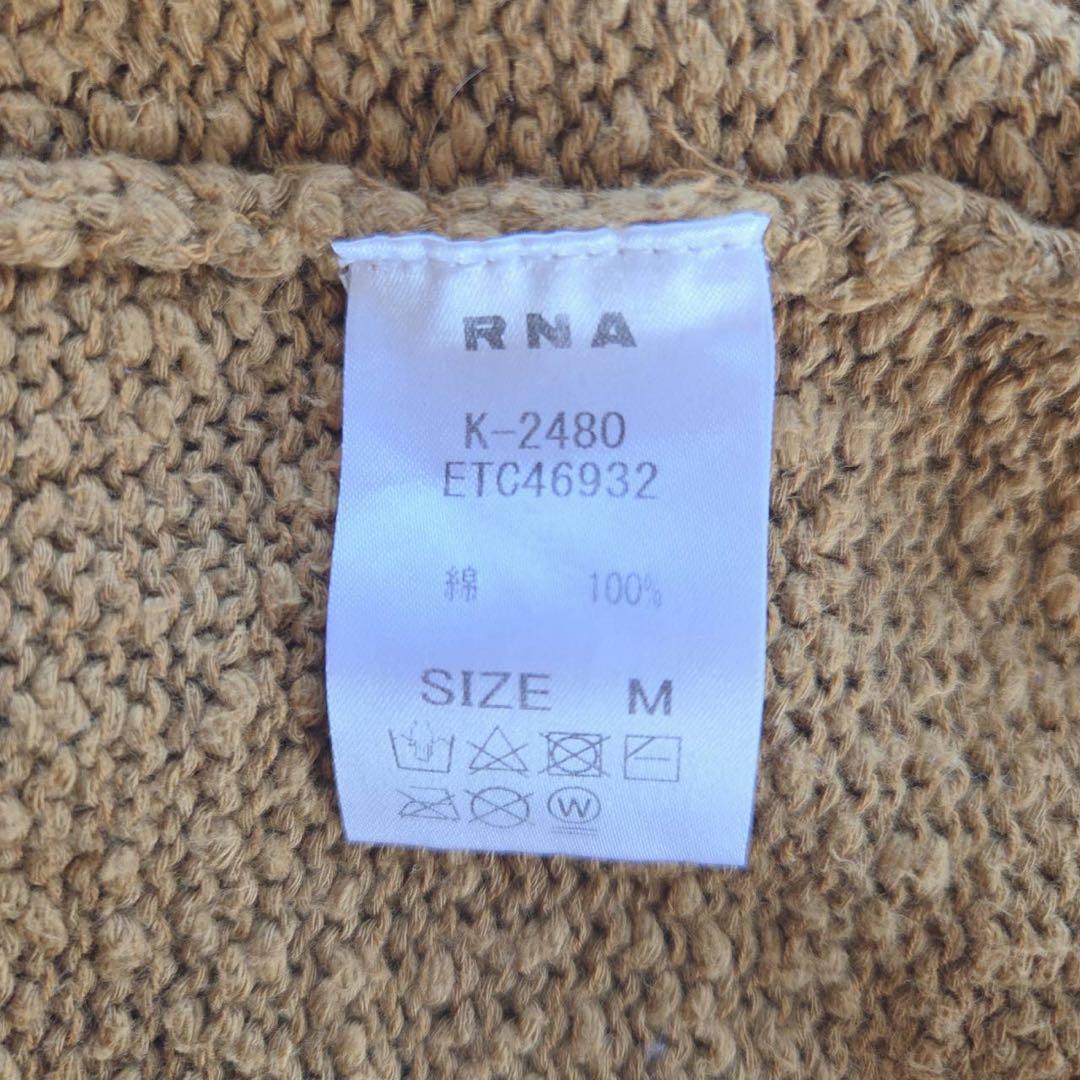 RNA
K-2480
ETC46932
綿 100%
SIZE M
W